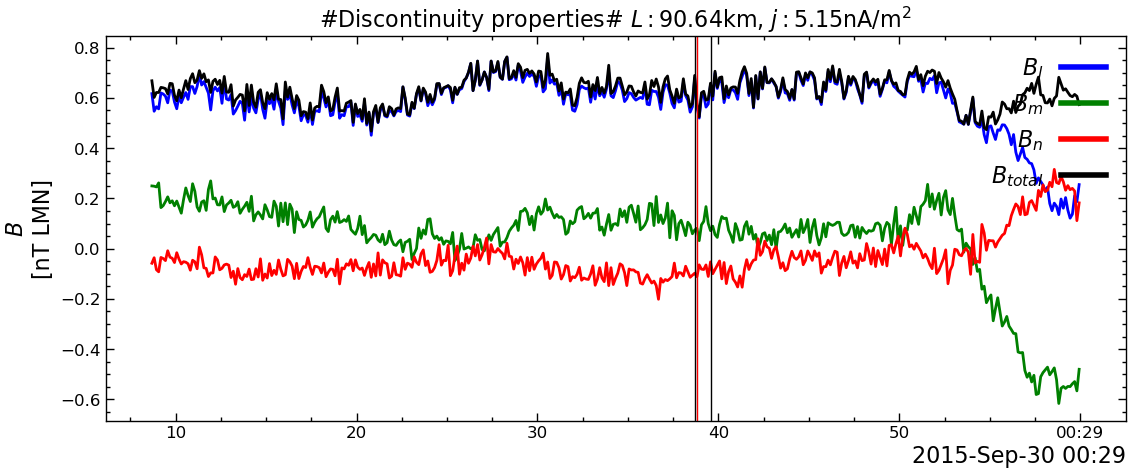 #Discontinuity properties# L : 90.64km, j : 5.15nA/m²
0.8
0.6
0.4
0.2
0.0
−0.2
−0.4
−0.6
B
[nT LMN]
B_l
B_m
B_n
B_total
10
20
30
40
50
00:29
2015-Sep-30 00:29